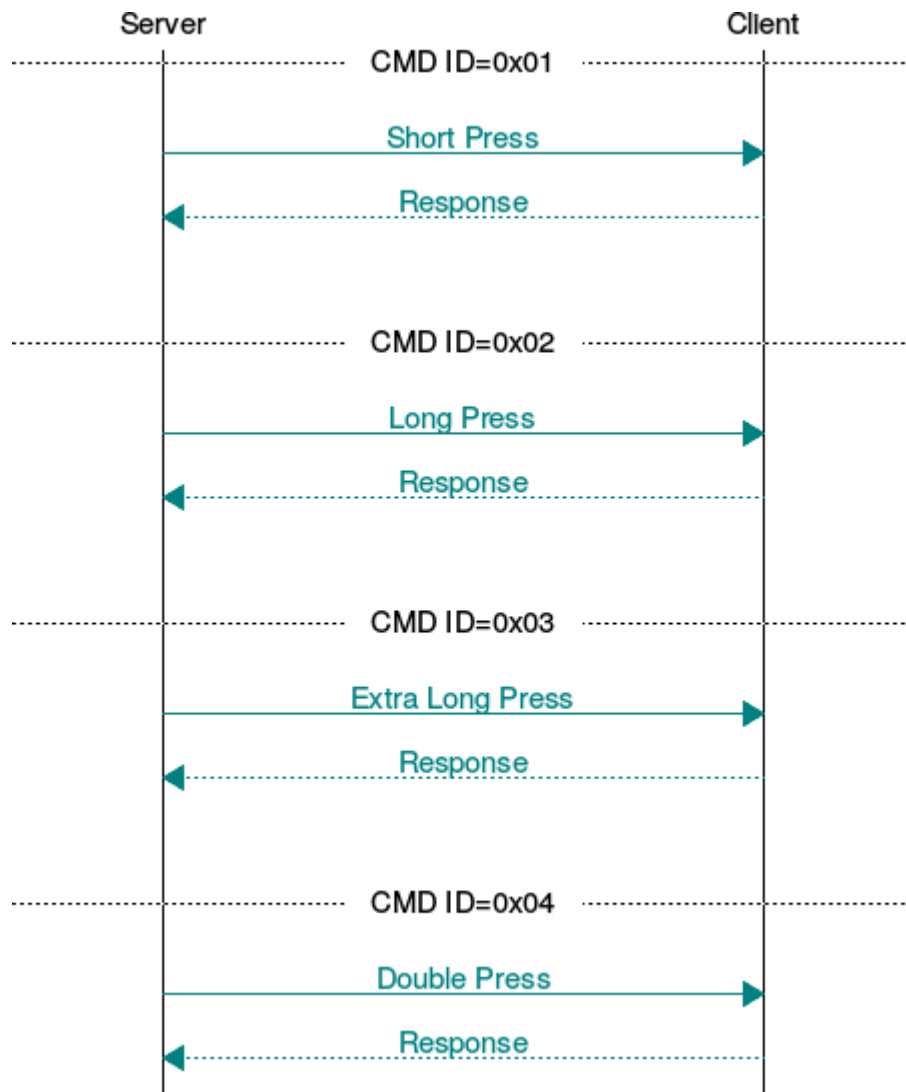 Server Client
CMD ID=0x01
Short Press
Response
CMD ID=0x02
Long Press
Response
CMD ID=0x03
Extra Long Press
Response
CMD ID=0x04
Double Press
Response